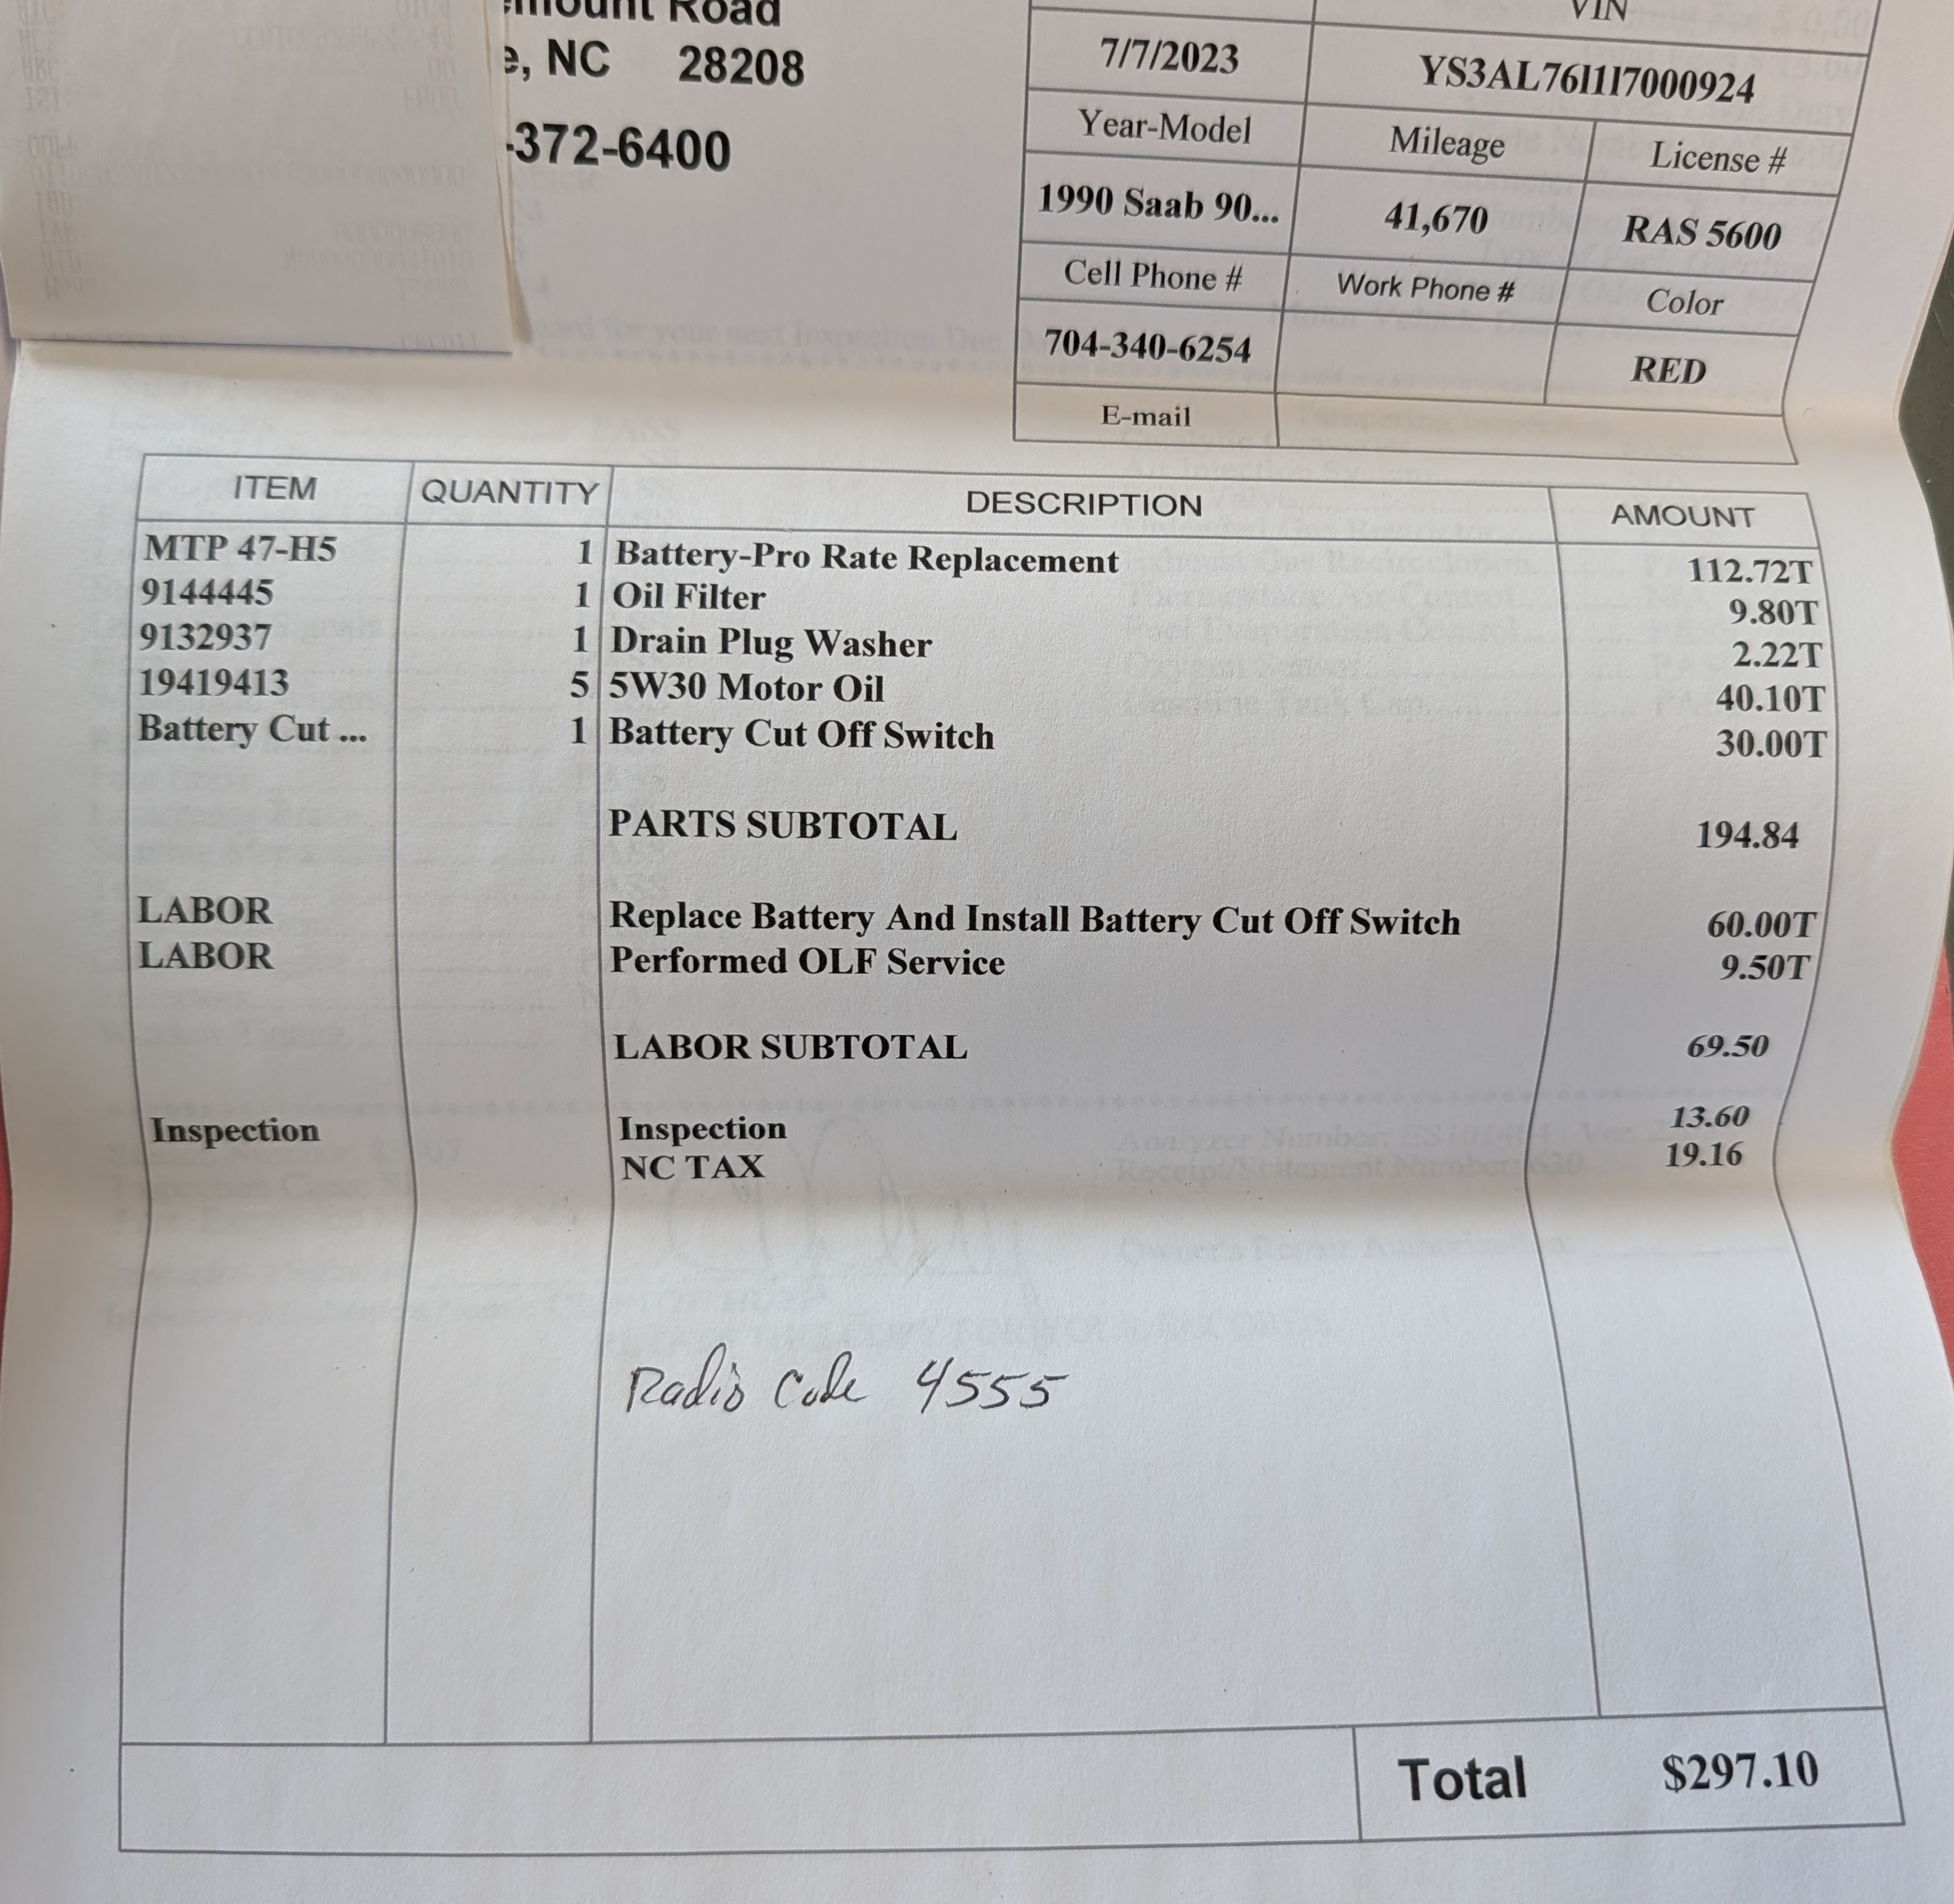 Road
, NC 28208
-372-6400
VIN
7/7/2023 YS3AL76l1l7000924
Year-Model Mileage License #
1990 Saab 90... 41,670 RAS 5600
Cell Phone # Work Phone # Color
704-340-6254 RED
E-mail
ITEM QUANTITY DESCRIPTION AMOUNT
MTP 47-H5 1 Battery-Pro Rate Replacement 112.72T
9144445 1 Oil Filter 9.80T
9132937 1 Drain Plug Washer 2.22T
19419413 5 5W30 Motor Oil 40.10T
Battery Cut ... 1 Battery Cut Off Switch 30.00T
PARTS SUBTOTAL 194.84
LABOR Replace Battery And Install Battery Cut Off Switch 60.00T
LABOR Performed OLF Service 9.50T
LABOR SUBTOTAL 69.50
Inspection Inspection 13.60
NC TAX 19.16
Radio Code 4555
Total $297.10